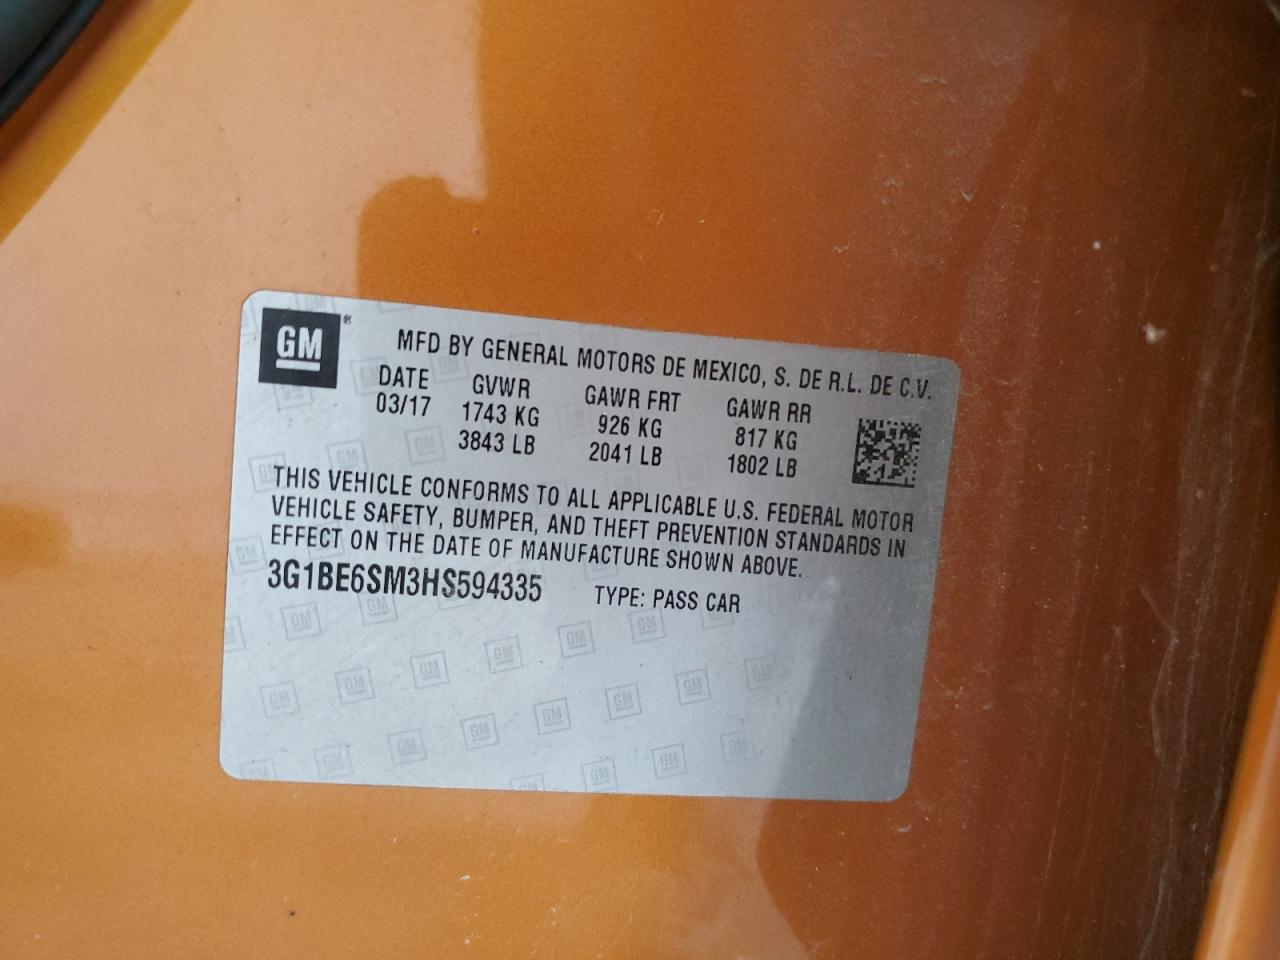 GM®
MFD BY GENERAL MOTORS DE MEXICO, S. DE R.L. DE C.V.
DATE GVWR GAWR FRT GAWR RR
03/17 1743 KG 926 KG 817 KG
3843 LB 2041 LB 1802 LB
THIS VEHICLE CONFORMS TO ALL APPLICABLE U.S. FEDERAL MOTOR
VEHICLE SAFETY, BUMPER, AND THEFT PREVENTION STANDARDS IN
EFFECT ON THE DATE OF MANUFACTURE SHOWN ABOVE.
3G1BE6SM3HS594335 TYPE: PASS CAR